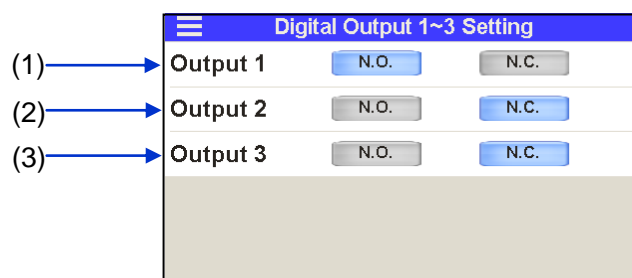 Digital Output 1~3 Setting
(1) Output 1 N.O. N.C.
(2) Output 2 N.O. N.C.
(3) Output 3 N.O. N.C.